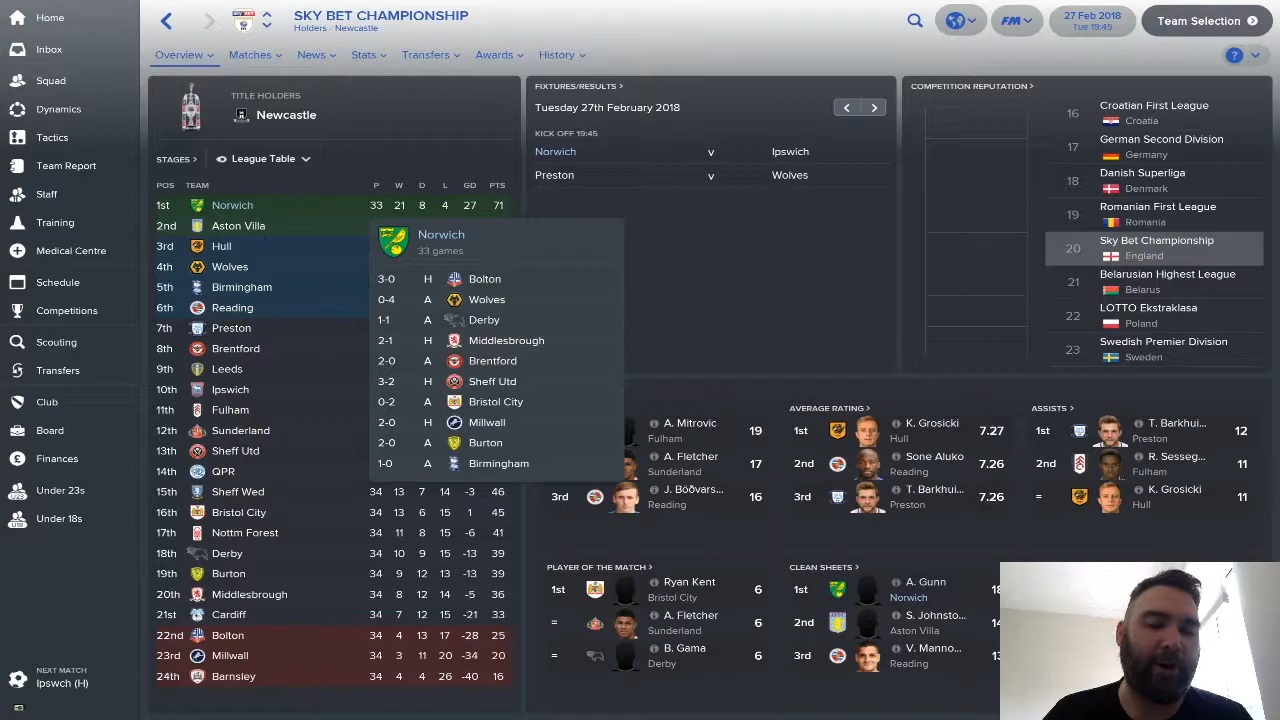 Home
Inbox
Squad
Dynamics
Tactics
Team Report
Staff
Training
Medical Centre
Schedule
Competitions
Scouting
Transfers
Club
Board
Finances
Under 23s
Under 18s
NEXT MATCH
Ipswch (H)
SKY BET CHAMPIONSHIP
Holders - Newcastle
FM
27 Feb 2018
Tue 19:45
Team Selection
Overview Matches News Stats Transfers Awards History
?
TITLE HOLDERS
Newcastle
STAGES > League Table
POS TEAM P W D L GD PTS
1st Norwich 33 21 8 4 27 71
2nd Aston Villa
3rd Hull
4th Wolves
5th Birmingham
6th Reading
7th Preston
8th Brentford
9th Leeds
10th Ipswich
11th Fulham
12th Sunderland
13th Sheff Utd
14th QPR
15th Sheff Wed 34 13 7 14 -3 46
16th Bristol City 34 13 6 15 1 45
17th Nottm Forest 34 11 8 15 -6 41
18th Derby 34 10 9 15 -13 39
19th Burton 34 9 12 13 -13 39
20th Middlesbrough 34 8 12 14 -5 36
21st Cardiff 34 7 12 15 -21 33
22nd Bolton 34 4 13 17 -28 25
23rd Millwall 34 3 11 20 -34 20
24th Barnsley 34 4 4 26 -40 16
Norwich
33 games
3-0 H Bolton
0-4 A Wolves
1-1 A Derby
2-1 H Middlesbrough
2-0 A Brentford
3-2 H Sheff Utd
0-2 A Bristol City
2-0 H Millwall
2-0 A Burton
1-0 A Birmingham
FIXTURES/RESULTS >
Tuesday 27th February 2018
KICK OFF 19:45
Norwich v Ipswich
Preston v Wolves
COMPETITION REPUTATION >
16 Croatian First League
Croatia
17 German Second Division
Germany
18 Danish Superliga
Denmark
19 Romanian First League
Romania
20 Sky Bet Championship
England
21 Belarusian Highest League
Belarus
22 LOTTO Ekstraklasa
Poland
23 Swedish Premier Division
Sweden
A. Mitrovic 19
Fulham
A. Fletcher 17
Sunderland
3rd J. Böðvars... 16
Reading
AVERAGE RATING >
1st K. Grosicki 7.27
Hull
2nd Sone Aluko 7.26
Reading
3rd T. Barkhui... 7.26
Preston
ASSISTS >
1st T. Barkhui... 12
Preston
2nd R. Sesseg... 11
Fulham
= K. Grosicki 11
Hull
PLAYER OF THE MATCH >
1st Ryan Kent 6
Bristol City
= A. Fletcher 6
Sunderland
= B. Gama 6
Derby
CLEAN SHEETS >
1st A. Gunn
Norwich
2nd S. Johnsto...
Aston Villa
3rd V. Manno...
Reading